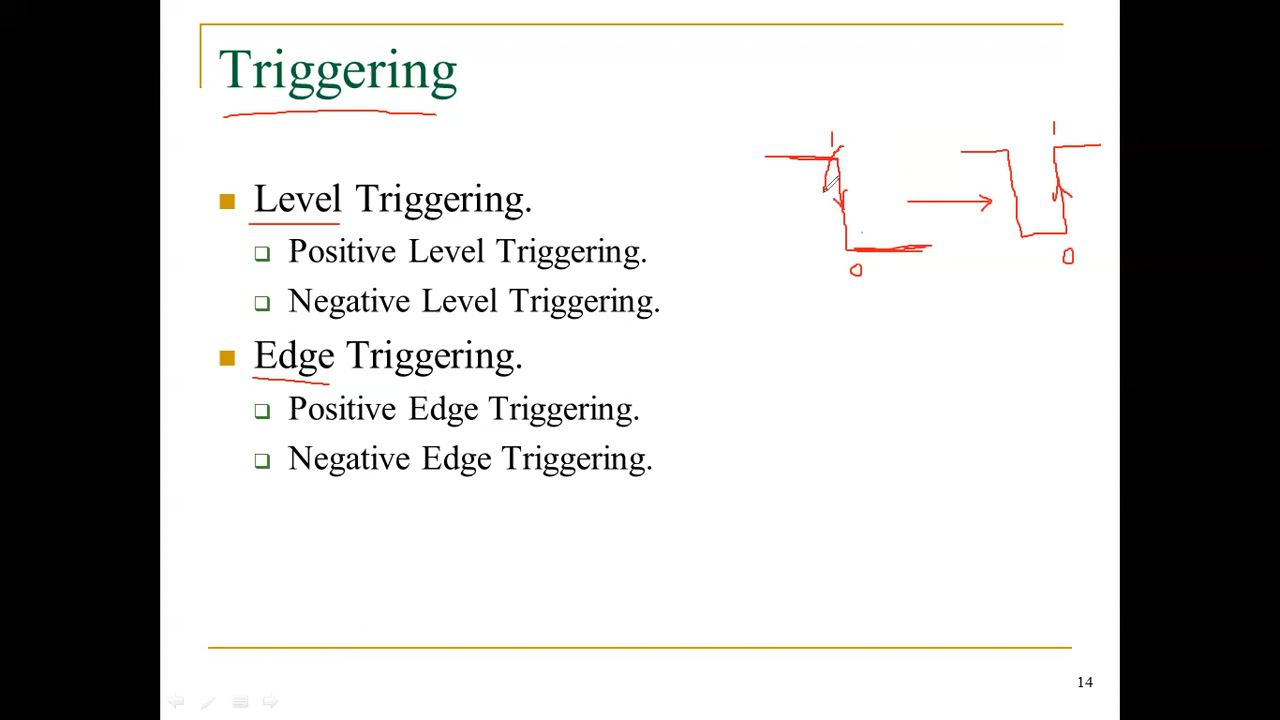 Triggering
1 1
Level Triggering.
Positive Level Triggering.
0 0
Negative Level Triggering.
Edge Triggering.
Positive Edge Triggering.
Negative Edge Triggering.
14